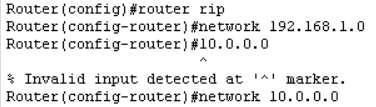 Router(config)#router rip
Router(config-router)#network 192.168.1.0
Router(config-router)#10.0.0.0
^
% Invalid input detected at '^' marker.
Router(config-router)#network 10.0.0.0